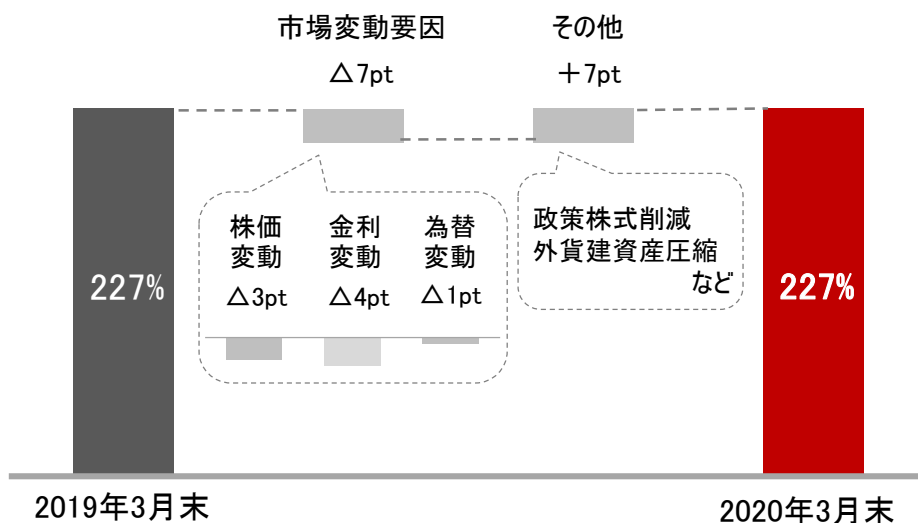 市場変動要因
△7pt
その他
＋7pt
株価
変動
△3pt
金利
変動
△4pt
為替
変動
△1pt
政策株式削減
外貨建資産圧縮
など
227%
227%
2019年3月末
2020年3月末